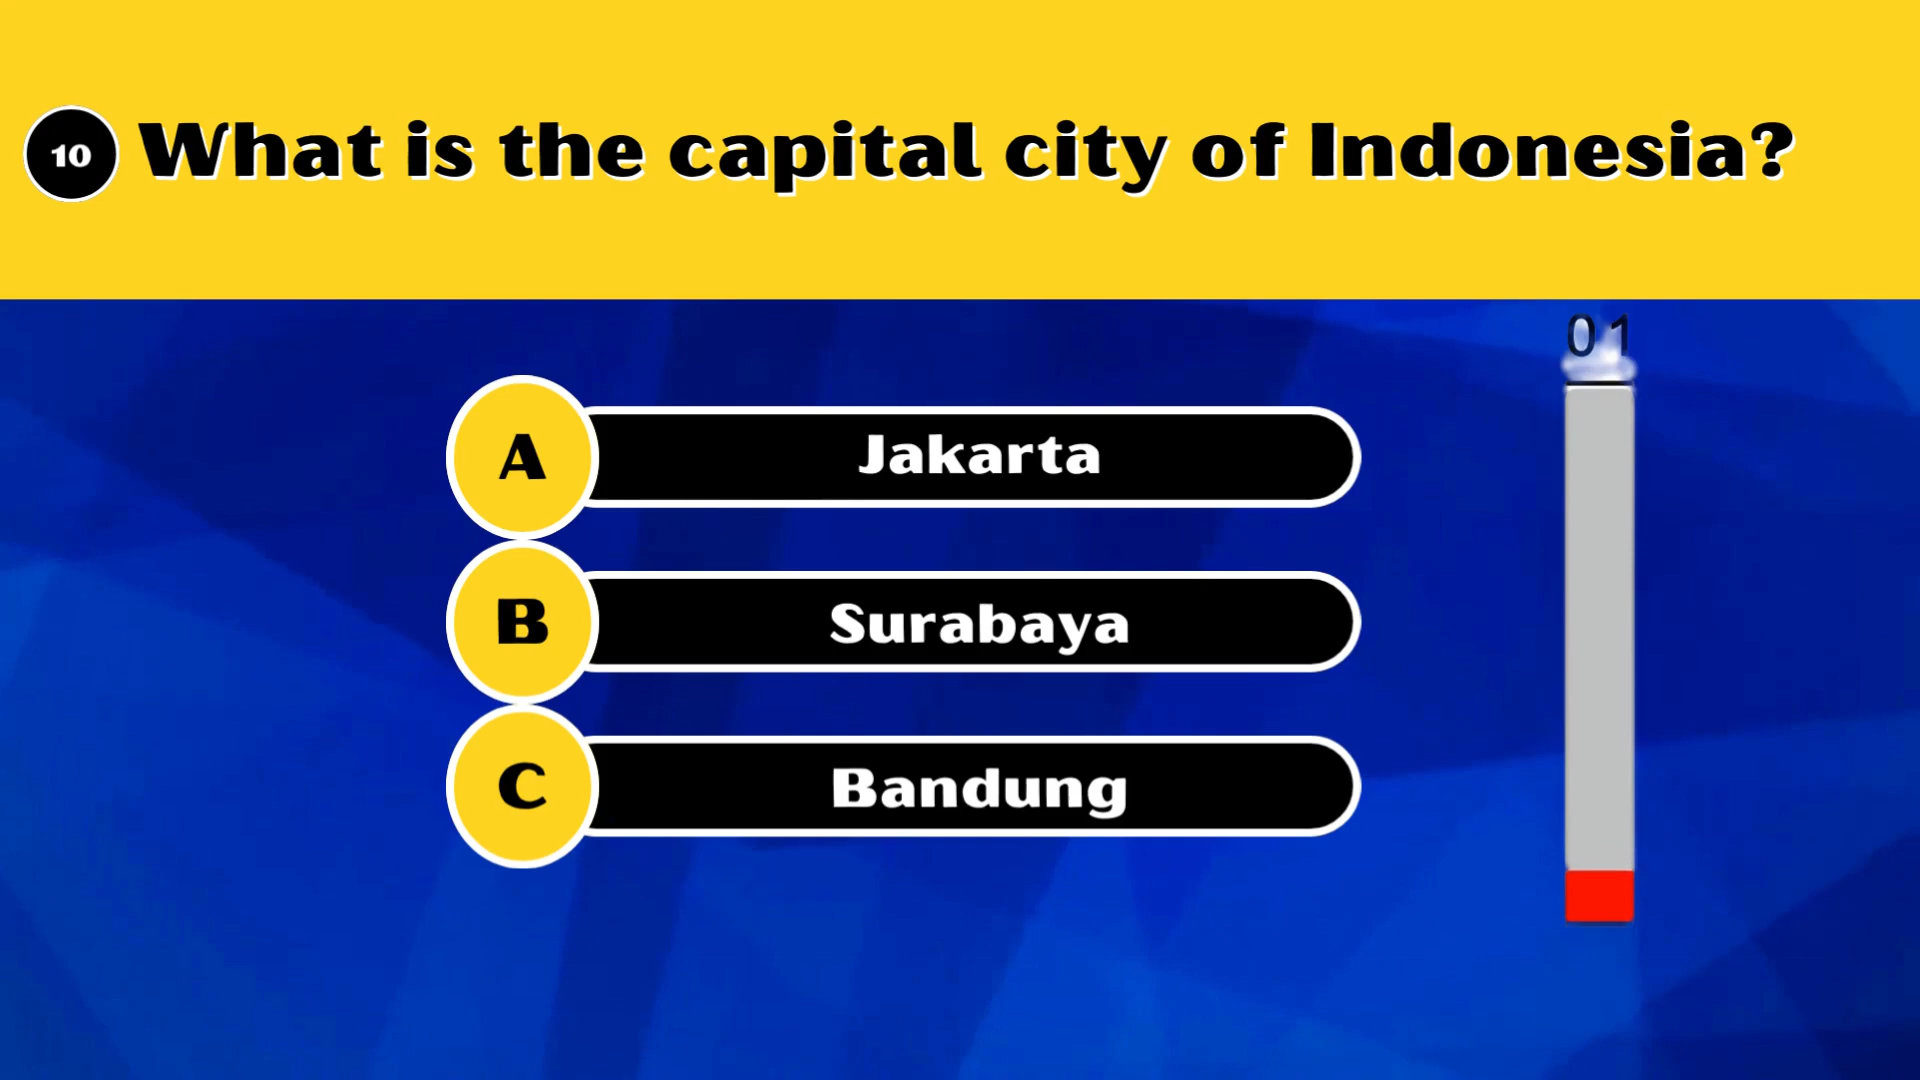 10 What is the capital city of Indonesia?
01
A Jakarta
B Surabaya
C Bandung